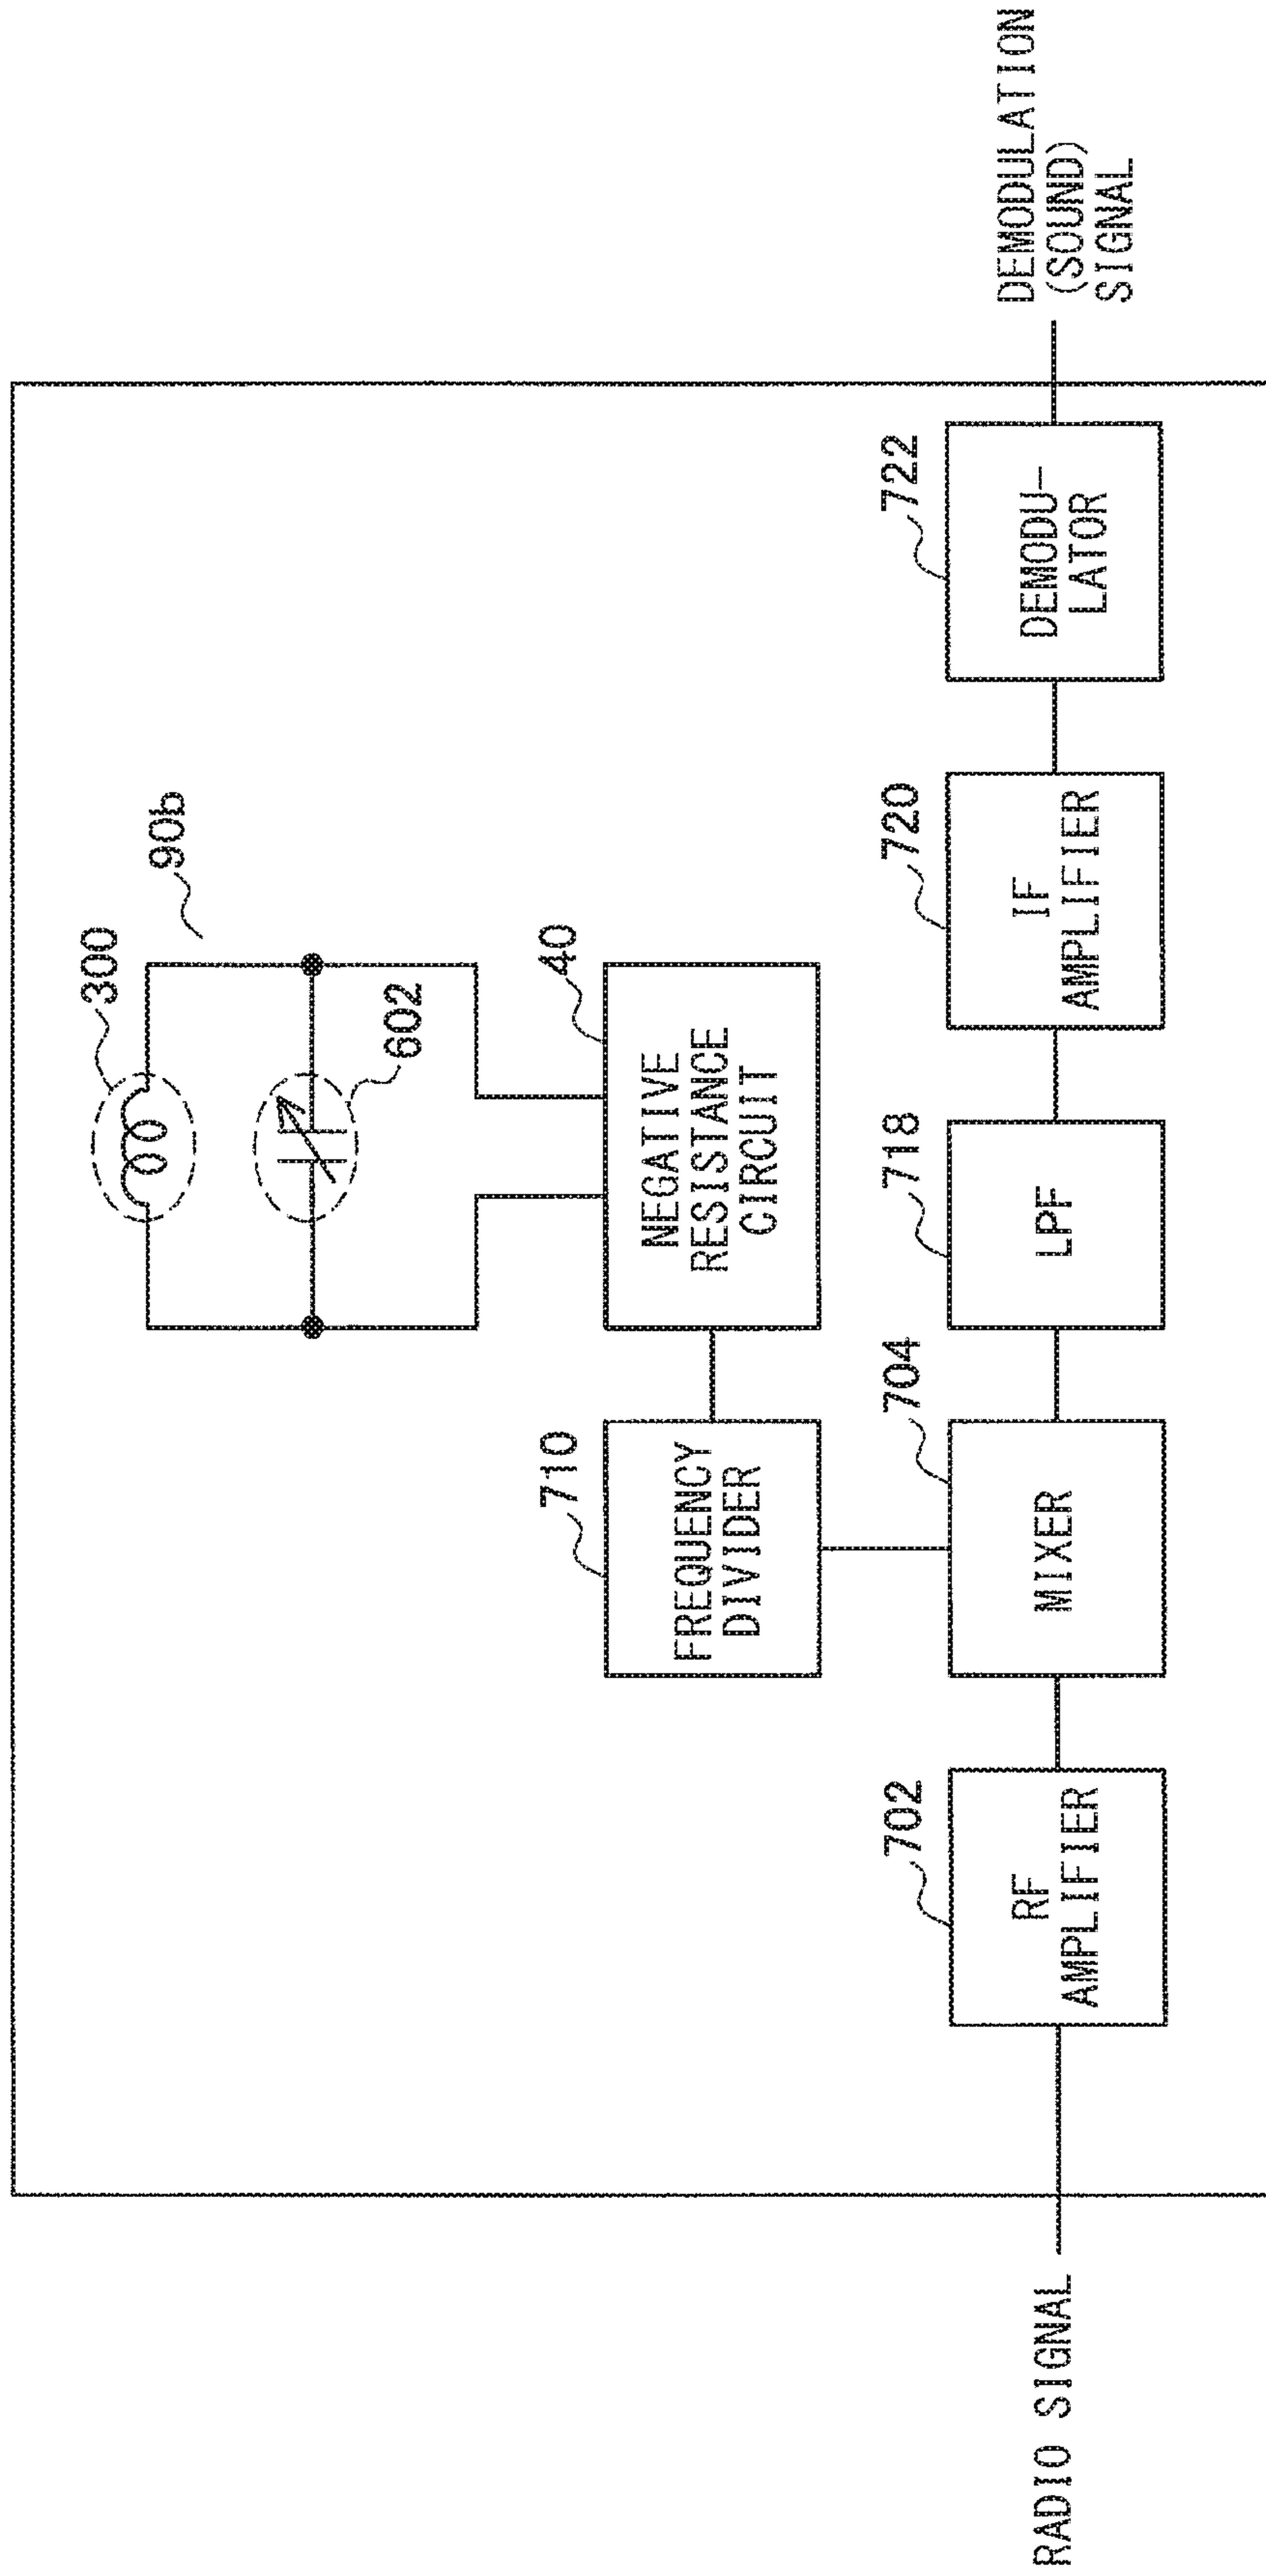 300
90b
602
40
NEGATIVE
RESISTANCE
CIRCUIT
710
FREQUENCY
DIVIDER
RADIO SIGNAL
702
RF
AMPLIFIER
704
MIXER
718
LPF
720
IF
AMPLIFIER
722
DEMODU-
LATOR
DEMODULATION
(SOUND)
SIGNAL